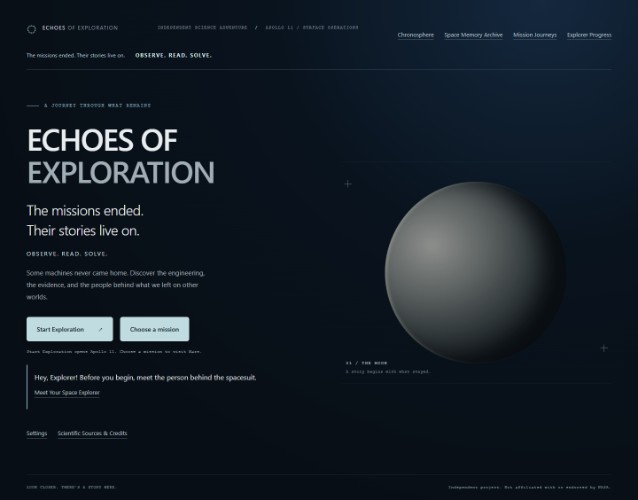 ECHOES OF EXPLORATION
INDEPENDENT SCIENCE ADVENTURE / APOLLO 11 / SURFACE OPERATIONS
Chronosphere Space Memory Archive Mission Journeys Explorer Progress
The missions ended. Their stories live on. OBSERVE. READ. SOLVE.
A JOURNEY THROUGH WHAT REMAINS
ECHOES OF
EXPLORATION
The missions ended.
Their stories live on.
OBSERVE. READ. SOLVE.
Some machines never came home. Discover the engineering,
the evidence, and the people behind what we left on other
worlds.
Start Exploration ↗
Choose a mission
Start Exploration opens Apollo 11. Choose a mission to visit
01 / THE MOON
A story begins with what stayed.
Hey, Explorer! Before you begin, meet the person behind the spacesuit.
Meet Your Space Explorer
Settings Scientific Sources & Credits
LOOK CLOSER. THERE'S A STORY HERE.
Independent project. Not affiliated with or endorsed by NASA.